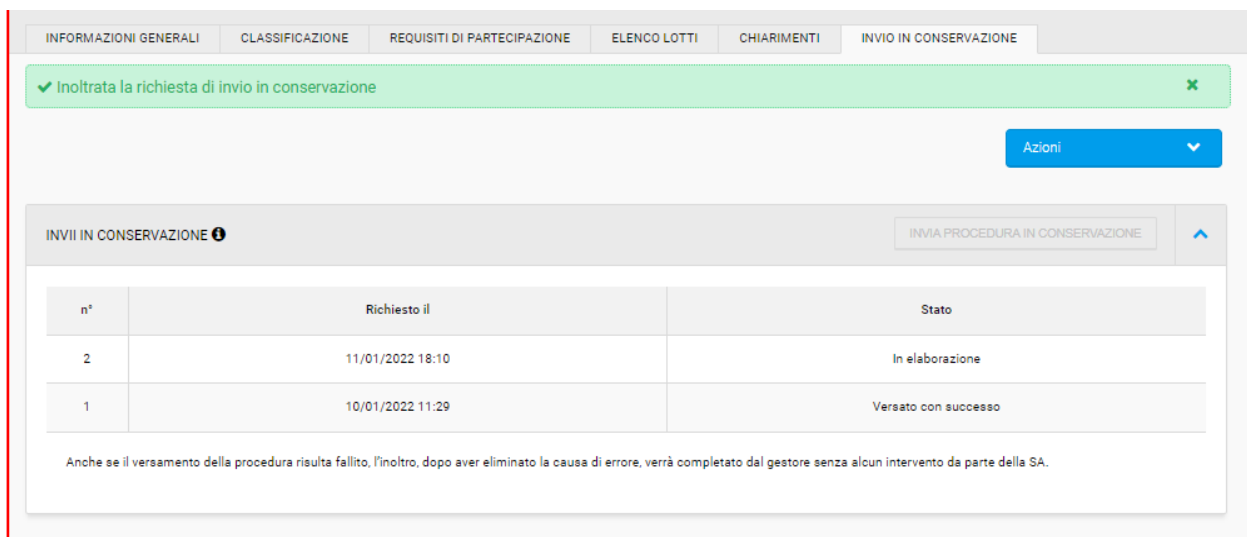 INFORMAZIONI GENERALI CLASSIFICAZIONE REQUISITI DI PARTECIPAZIONE ELENCO LOTTI CHIARIMENTI INVIO IN CONSERVAZIONE
Inoltrata la richiesta di invio in conservazione
Azioni
INVII IN CONSERVAZIONE INVIA PROCEDURA IN CONSERVAZIONE
n° Richiesto il Stato
2 11/01/2022 18:10 In elaborazione
1 10/01/2022 11:29 Versato con successo
Anche se il versamento della procedura risulta fallito, l'inoltro, dopo aver eliminato la causa di errore, verrà completato dal gestore senza alcun intervento da parte della SA.